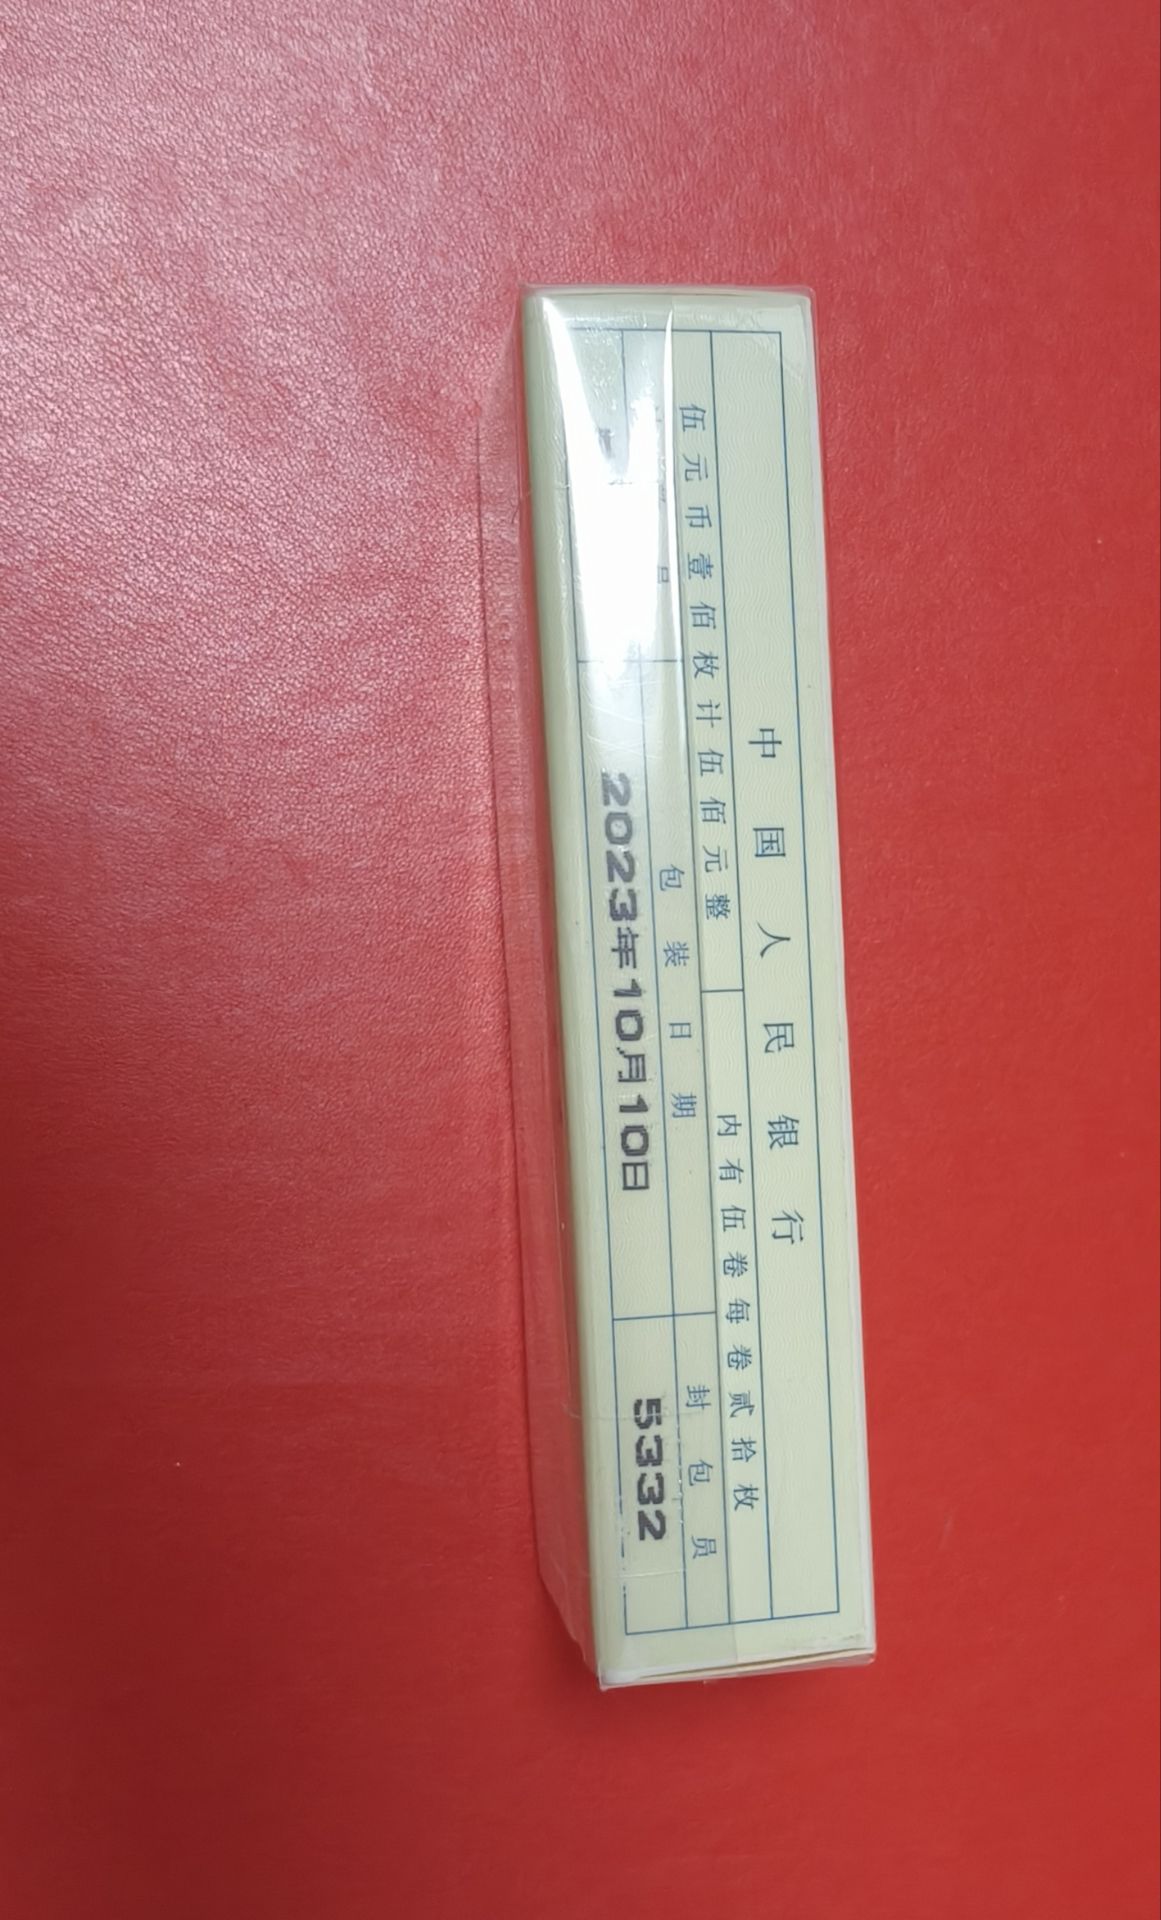 中国人民银行
伍元币壹佰枚计伍佰元整
内有伍卷每卷贰拾枚
包装日期
封包员
2023年10月10日
5332